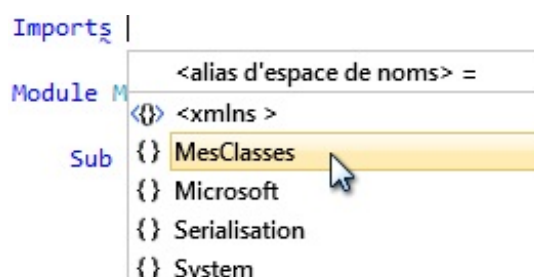 Imports
<alias d'espace de noms> =
Module M
<xmlns >
Sub
MesClasses
Microsoft
Serialisation
System